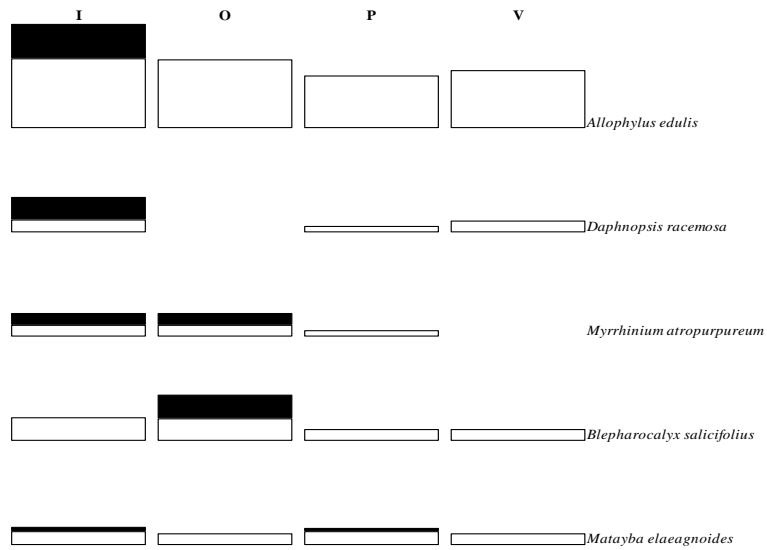 I O P V
Allophylus edulis
Daphnopsis racemosa
Myrrhinium atropurpureum
Blepharocalyx salicifolius
Matayba elaeagnoides